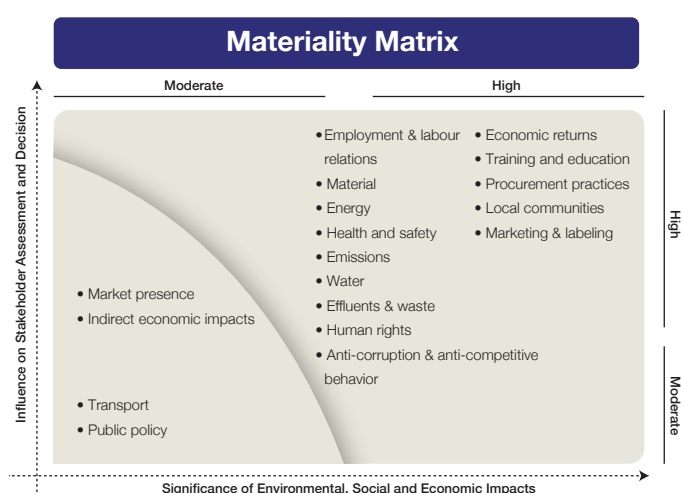 Materiality Matrix
Moderate
High
Influence on Stakeholder Assessment and Decision
• Employment & labour
relations
• Material
• Energy
• Health and safety
• Emissions
• Water
• Effluents & waste
• Human rights
• Anti-corruption & anti-competitive
behavior
• Economic returns
• Training and education
• Procurement practices
• Local communities
• Marketing & labeling
• Market presence
• Indirect economic impacts
• Transport
• Public policy
High
Moderate
Significance of Environmental, Social and Economic Impacts